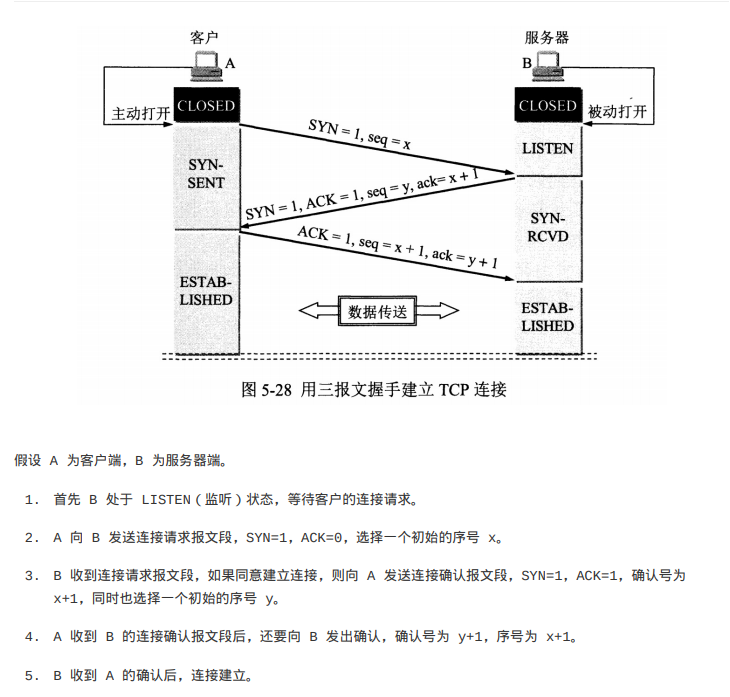 客户
服务器
A
B
主动打开
CLOSED
CLOSED
被动打开
SYN = 1, seq = x
LISTEN
SYN-
SENT
SYN = 1, ACK = 1, seq = y, ack= x + 1
SYN-
RCVD
ACK = 1, seq = x + 1, ack = y + 1
ESTAB-
LISHED
数据传送
ESTAB-
LISHED
图 5-28 用三报文握手建立 TCP 连接
假设 A 为客户端，B 为服务器端。
1. 首先 B 处于 LISTEN（监听）状态，等待客户的连接请求。
2. A 向 B 发送连接请求报文段，SYN=1，ACK=0，选择一个初始的序号 x。
3. B 收到连接请求报文段，如果同意建立连接，则向 A 发送连接确认报文段，SYN=1，ACK=1，确认号为
x+1，同时也选择一个初始的序号 y。
4. A 收到 B 的连接确认报文段后，还要向 B 发出确认，确认号为 y+1，序号为 x+1。
5. B 收到 A 的确认后，连接建立。